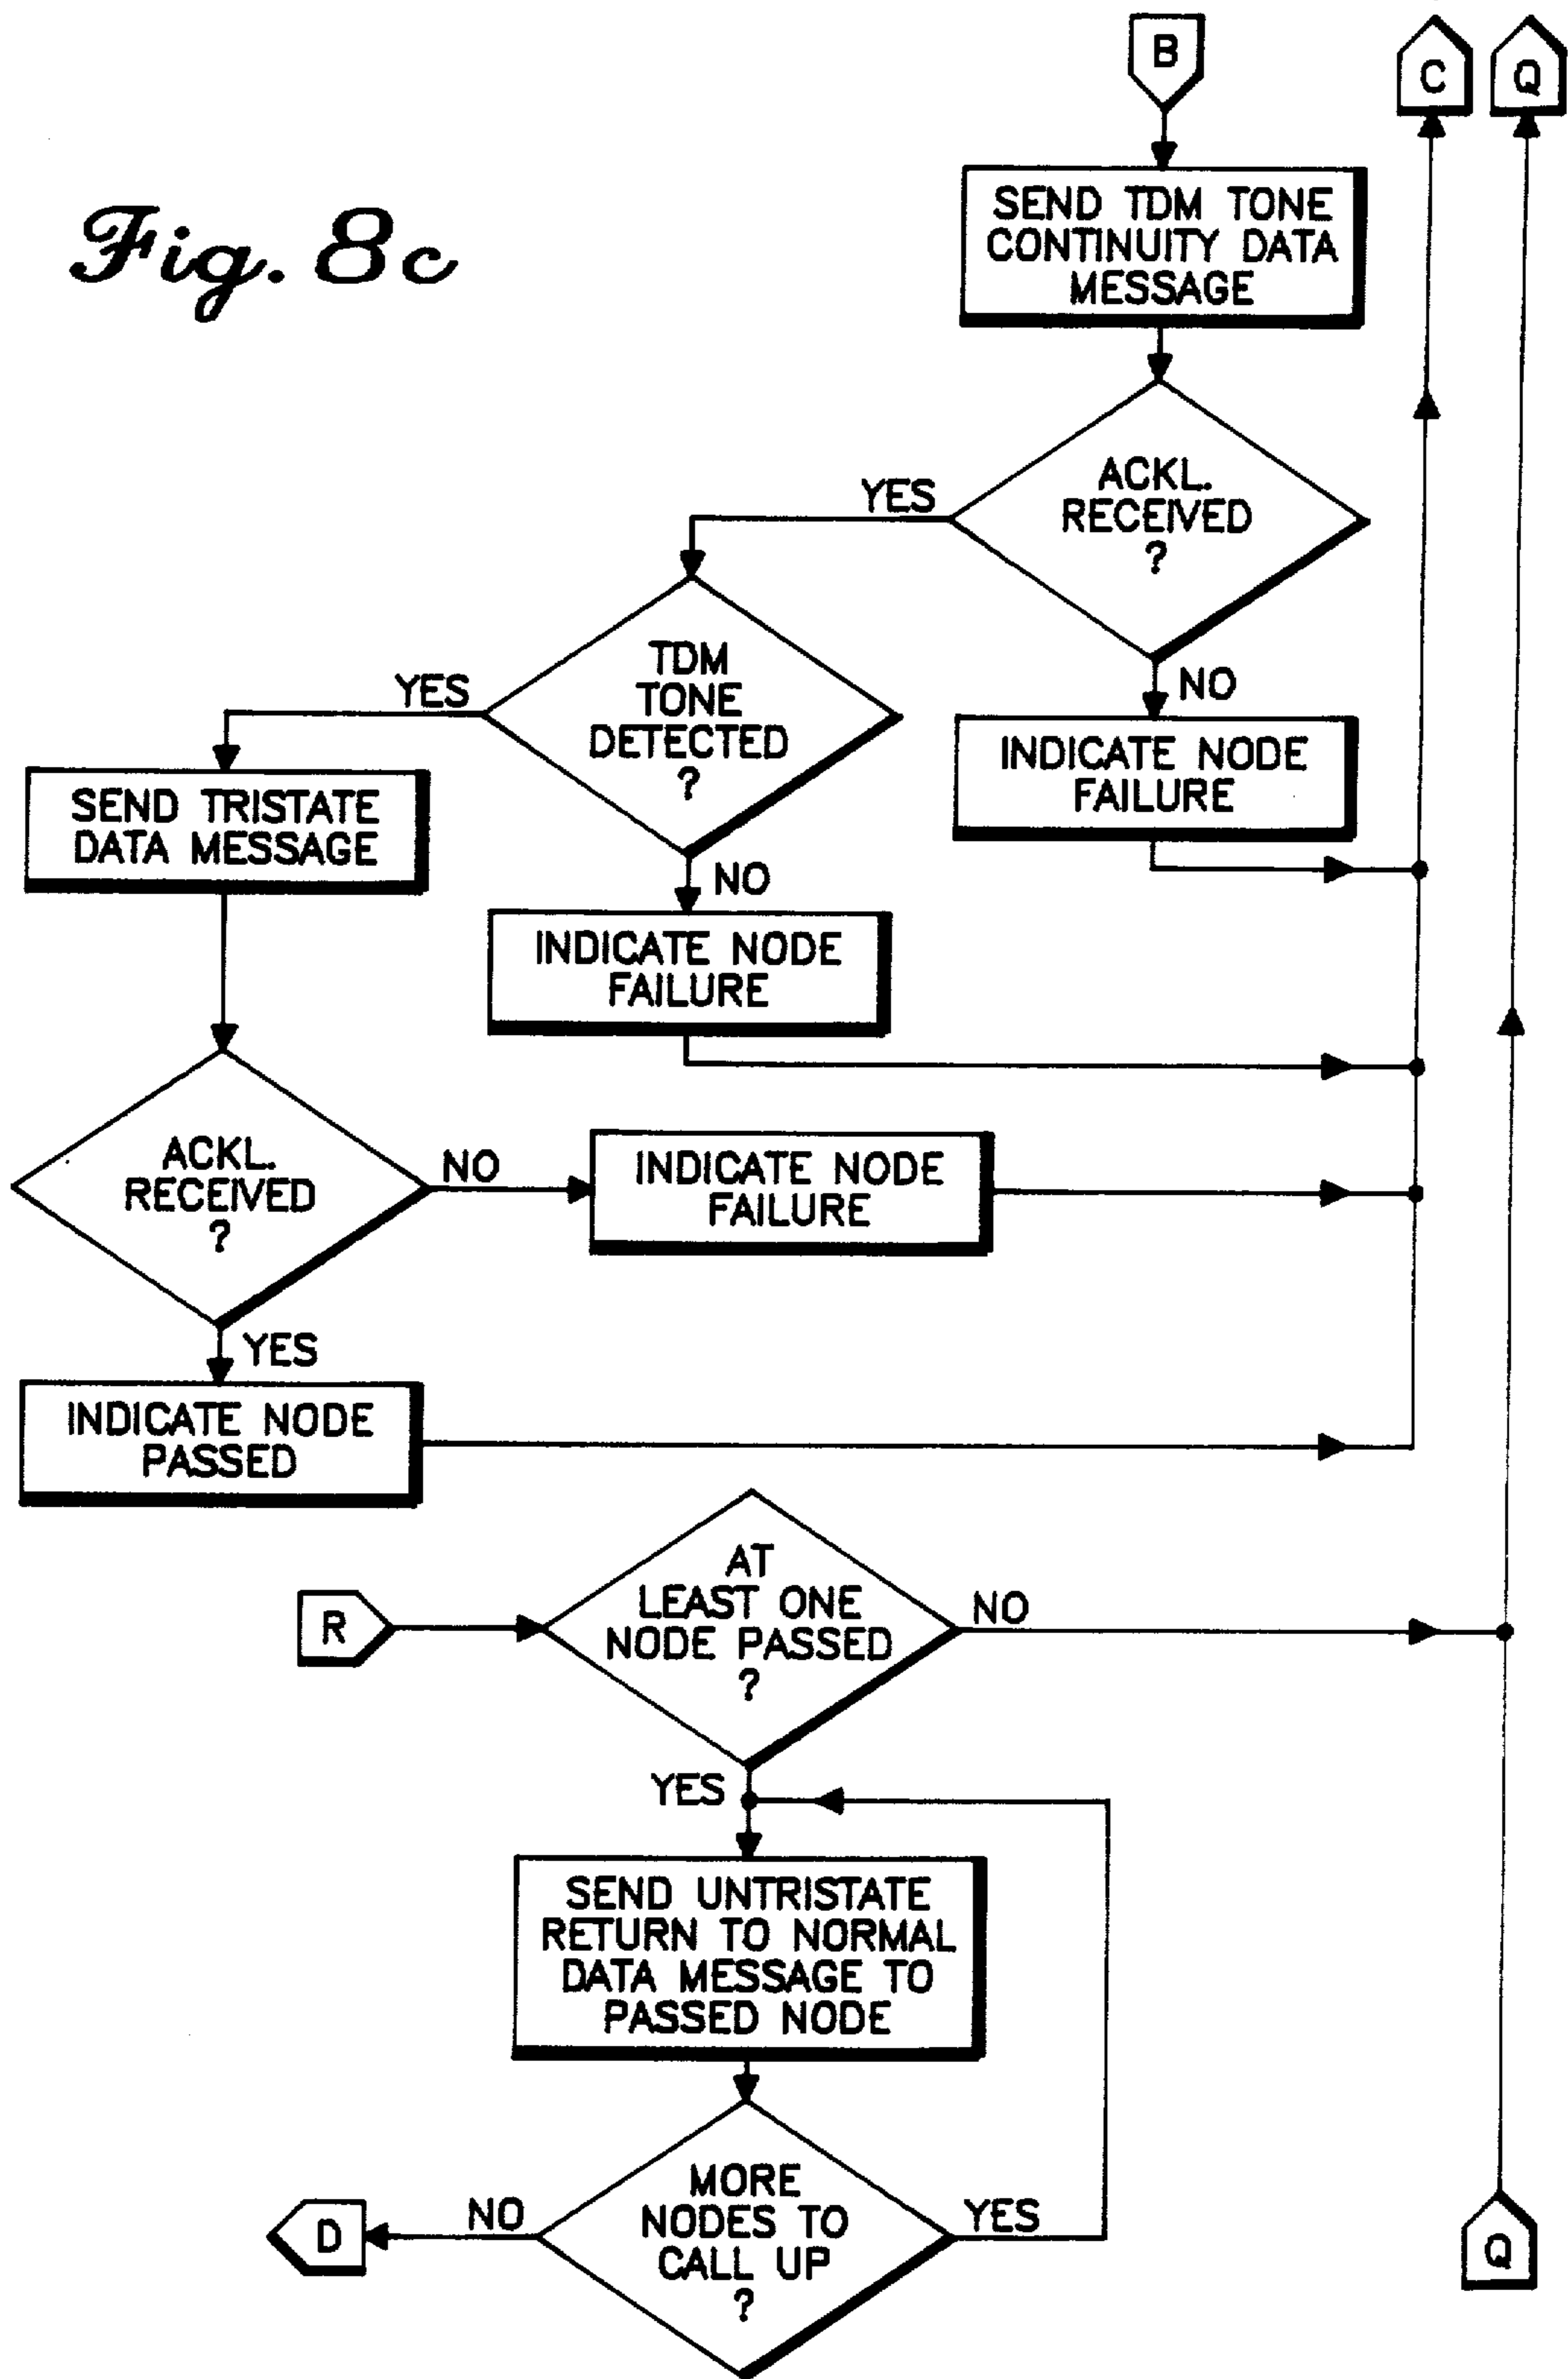 B
C
Q
Fig. 8c
SEND TDM TONE
CONTINUITY DATA
MESSAGE
ACKL.
RECEIVED
?
YES
NO
TDM
TONE
DETECTED
?
YES
NO
INDICATE NODE
FAILURE
SEND TRISTATE
DATA MESSAGE
INDICATE NODE
FAILURE
ACKL.
RECEIVED
?
NO
INDICATE NODE
FAILURE
YES
INDICATE NODE
PASSED
R
AT
LEAST ONE
NODE PASSED
?
NO
YES
SEND UNTRISTATE
RETURN TO NORMAL
DATA MESSAGE TO
PASSED NODE
MORE
NODES TO
CALL UP
?
NO
YES
D
Q